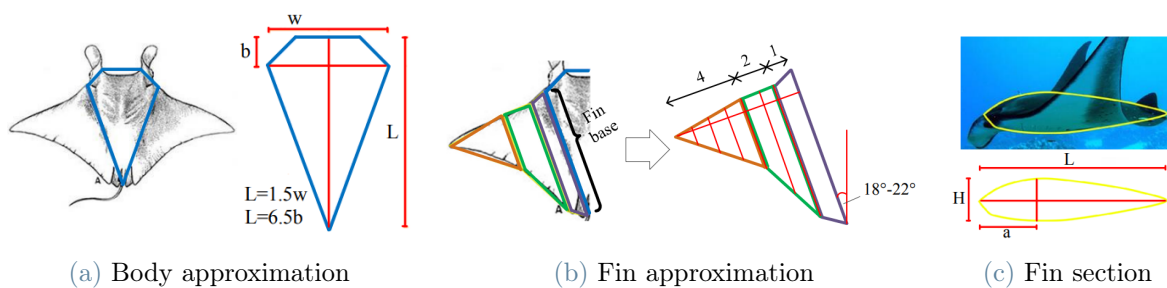 w
b
L
L=1.5w
L=6.5b
A
(a) Body approximation
Fin
base
A
4
2
1
18°-22°
(b) Fin approximation
L
H
a
(c) Fin section